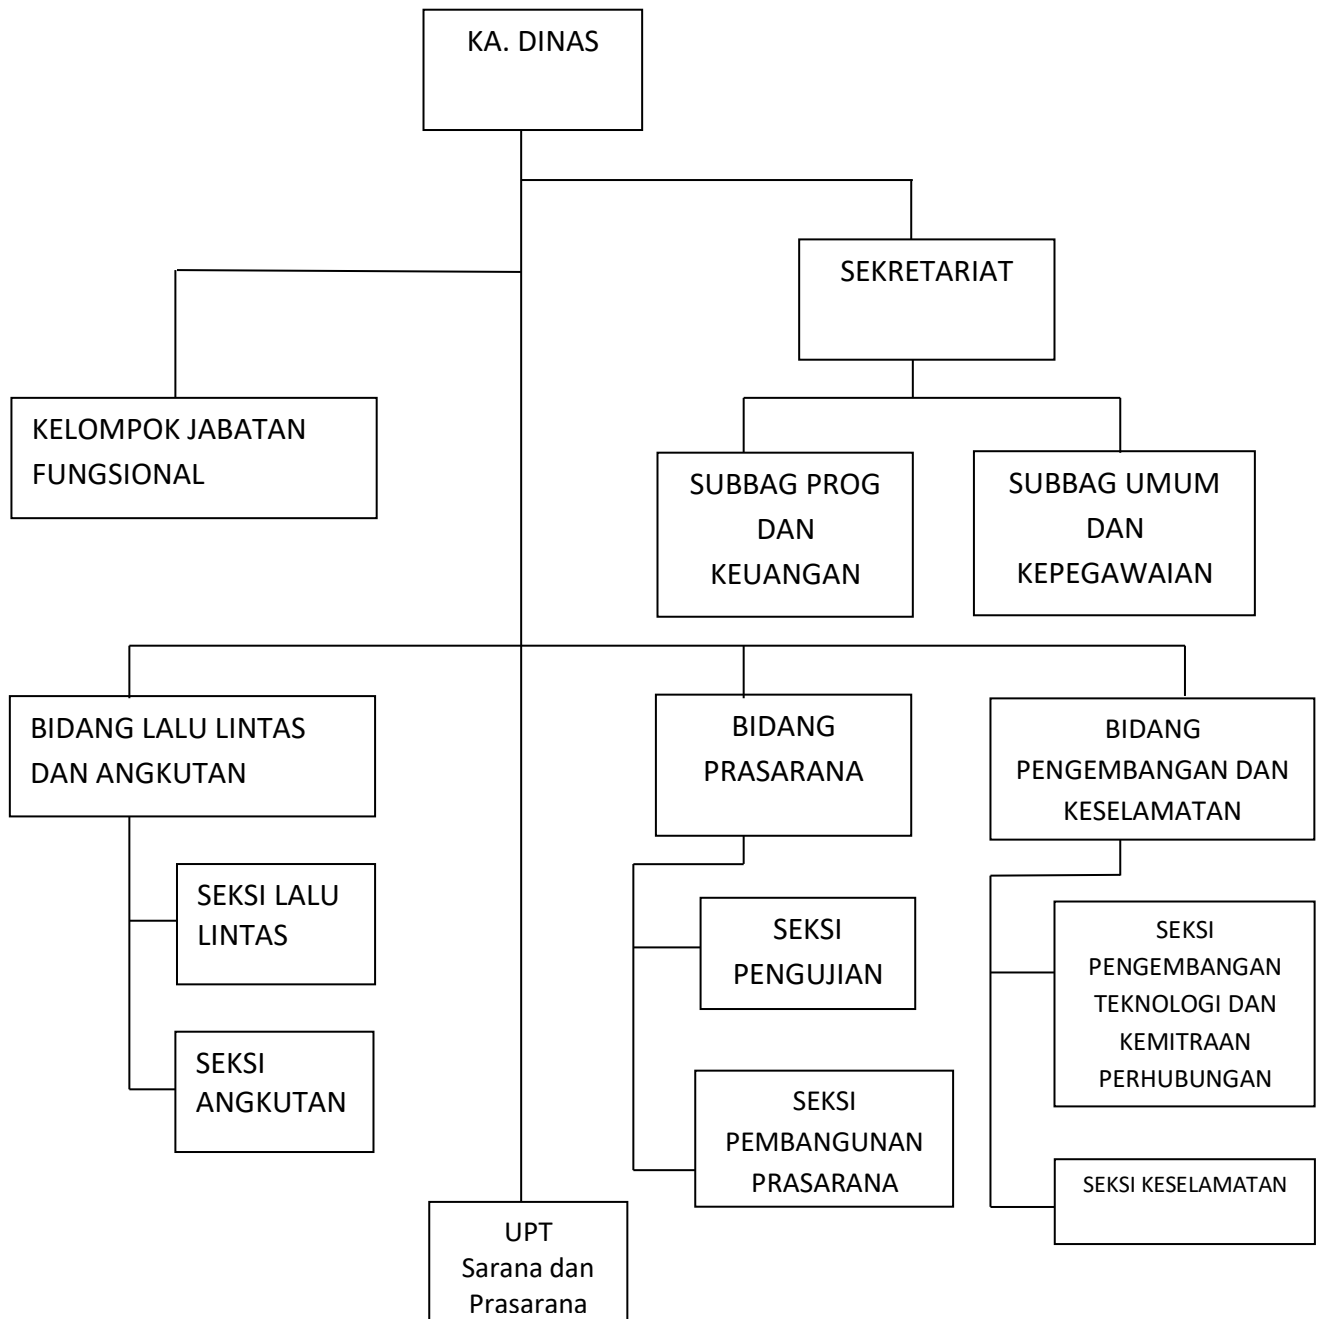 KA. DINAS
SEKRETARIAT
KELOMPOK JABATAN
FUNGSIONAL
SUBBAG PROG
DAN
KEUANGAN
SUBBAG UMUM
DAN
KEPEGAWAIAN
BIDANG LALU LINTAS
DAN ANGKUTAN
BIDANG
PRASARANA
BIDANG
PENGEMBANGAN DAN
KESELAMATAN
SEKSI LALU
LINTAS
SEKSI
ANGKUTAN
SEKSI
PENGUJIAN
SEKSI
PEMBANGUNAN
PRASARANA
SEKSI
PENGEMBANGAN
TEKNOLOGI DAN
KEMITRAAN
PERHUBUNGAN
SEKSI KESELAMATAN
UPT
Sarana dan
Prasarana